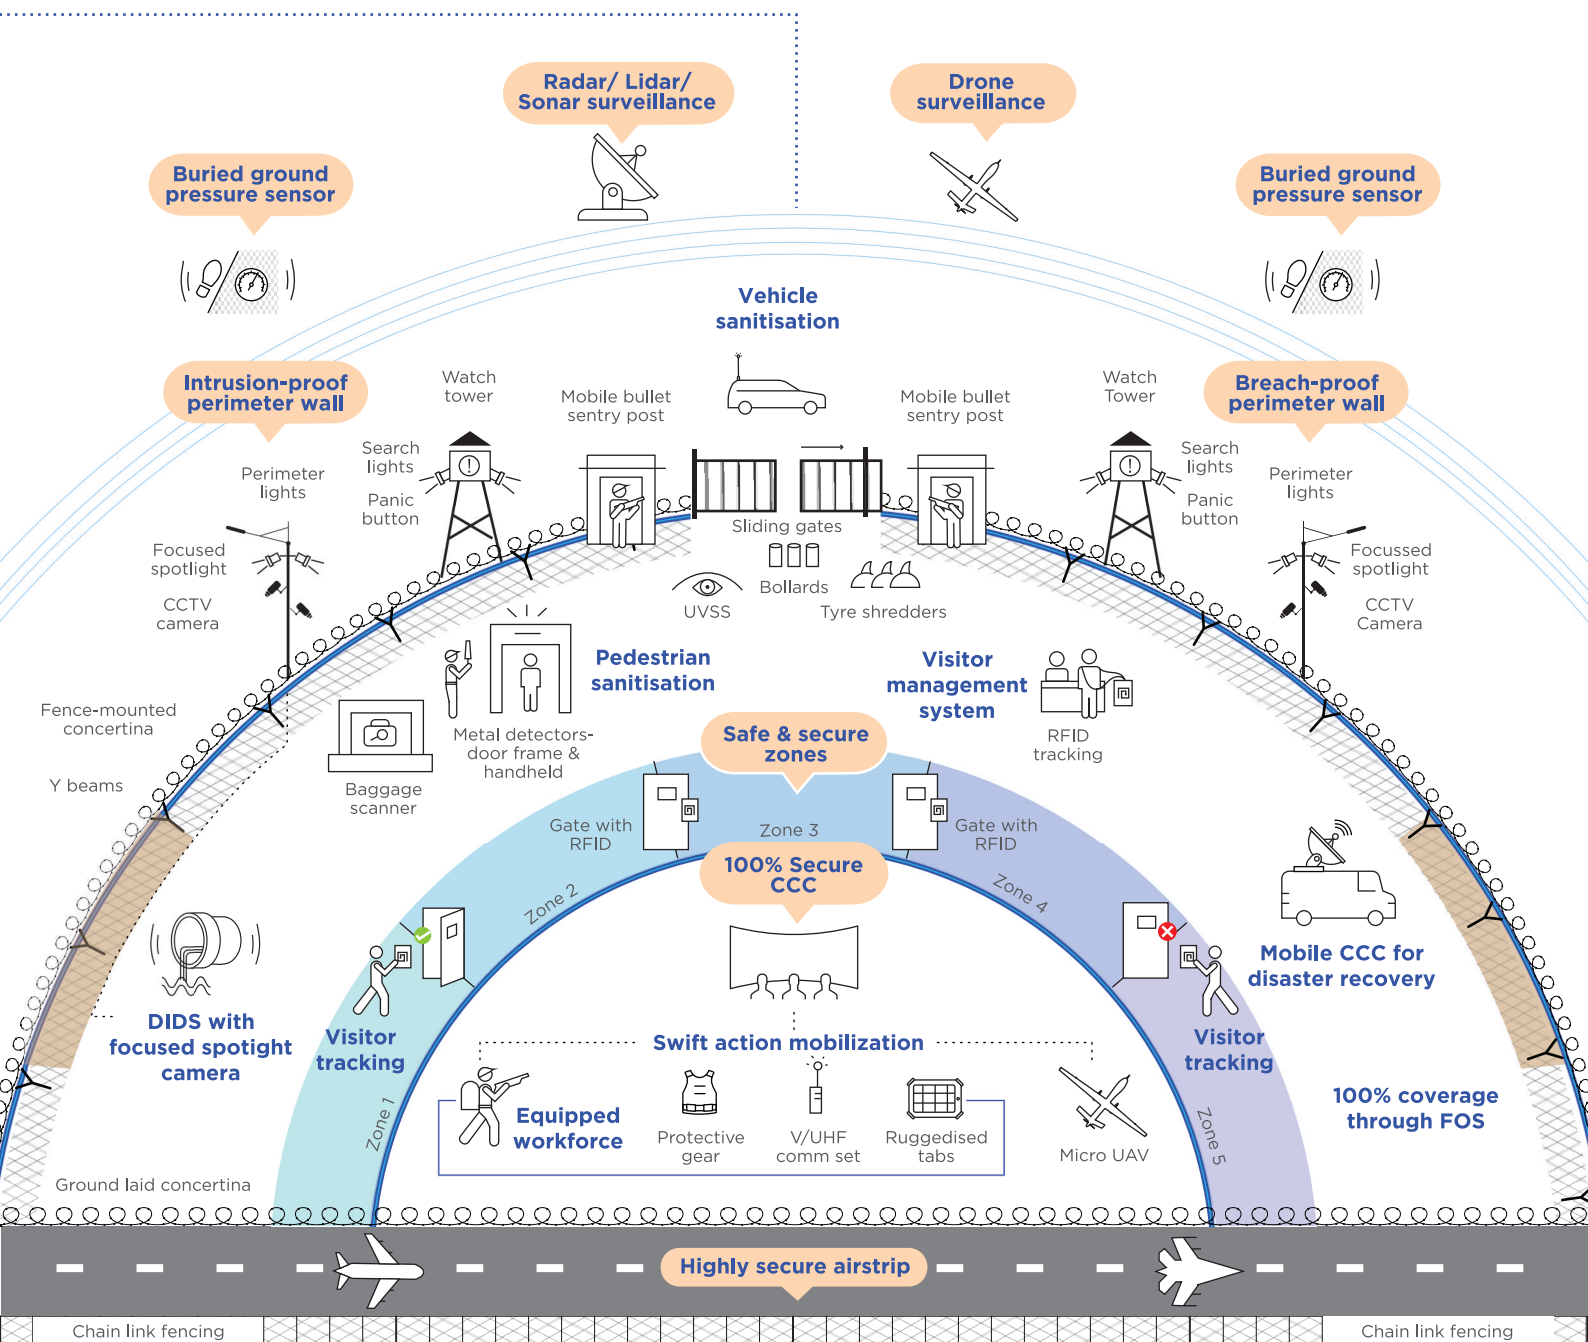 Radar/ Lidar/
Sonar surveillance
Drone
surveillance
Buried ground
pressure sensor
Buried ground
pressure sensor
Vehicle
sanitisation
Intrusion-proof
perimeter wall
Watch
tower
Mobile bullet
sentry post
Mobile bullet
sentry post
Watch
Tower
Breach-proof
perimeter wall
Perimeter
lights
Search
lights
Panic
button
Search
lights
Panic
button
Perimeter
lights
Sliding gates
Focused
spotlight
CCTV
camera
UVSS
Bollards
Tyre shredders
Focussed
spotlight
CCTV
Camera
Pedestrian
sanitisation
Visitor
management
system
Fence-mounted
concertina
Metal detectors-
door frame &
handheld
RFID
tracking
Safe & secure
zones
Y beams
Baggage
scanner
Gate with
RFID
Zone 3
Gate with
RFID
100% Secure
CCC
Zone 2
Zone 4
Mobile CCC for
disaster recovery
DIDS with
focused spotight
camera
Visitor
tracking
Swift action mobilization
Visitor
tracking
Zone 1
Equipped
workforce
Protective
gear
V/UHF
comm set
Ruggedised
tabs
Micro UAV
Zone 5
100% coverage
through FOS
Ground laid concertina
Highly secure airstrip
Chain link fencing
Chain link fencing